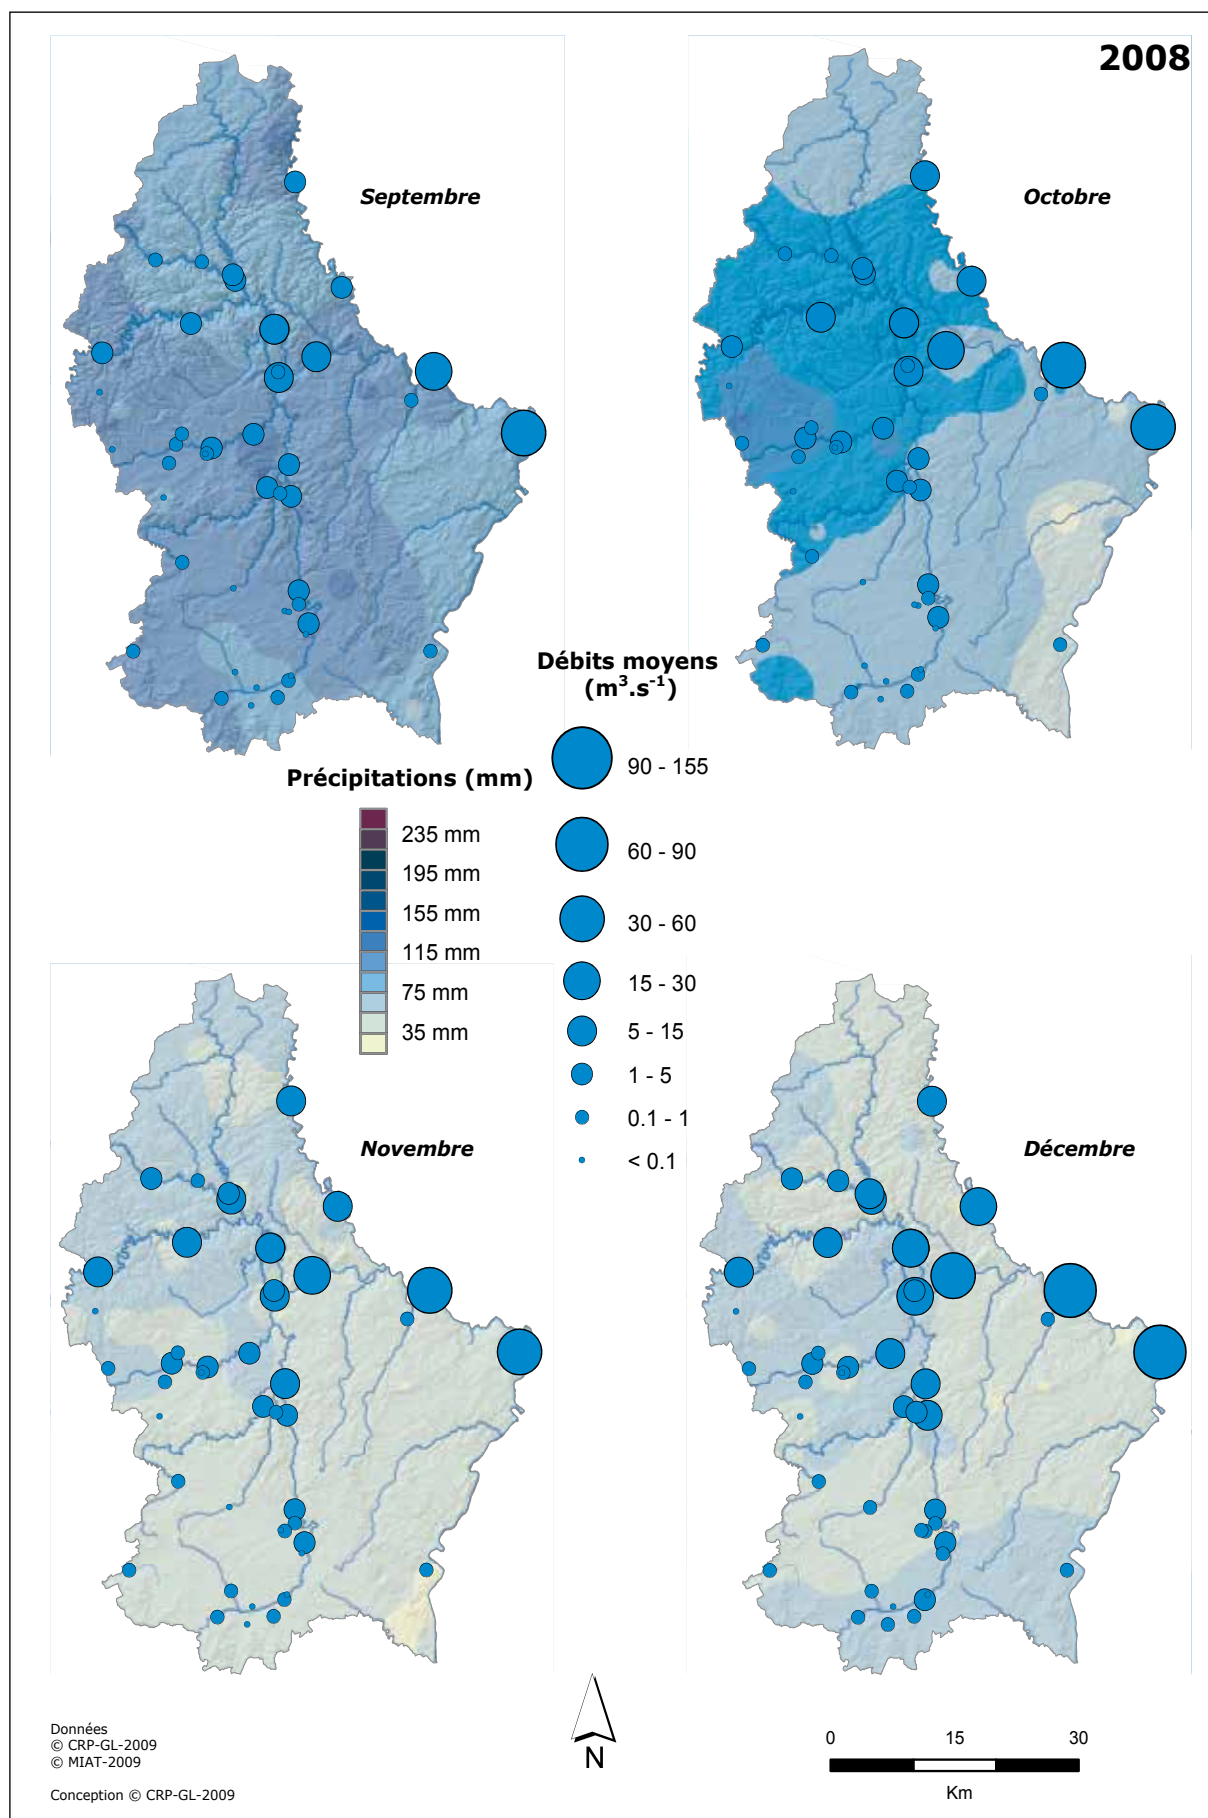 2008
Septembre
Octobre
Débits moyens
(m³.s⁻¹)
90 - 155
60 - 90
30 - 60
15 - 30
5 - 15
1 - 5
0.1 - 1
< 0.1
Précipitations (mm)
235 mm
195 mm
155 mm
115 mm
75 mm
35 mm
Novembre
Décembre
Données
© CRP-GL-2009
© MIAT-2009
Conception © CRP-GL-2009
N
0 15 30
Km